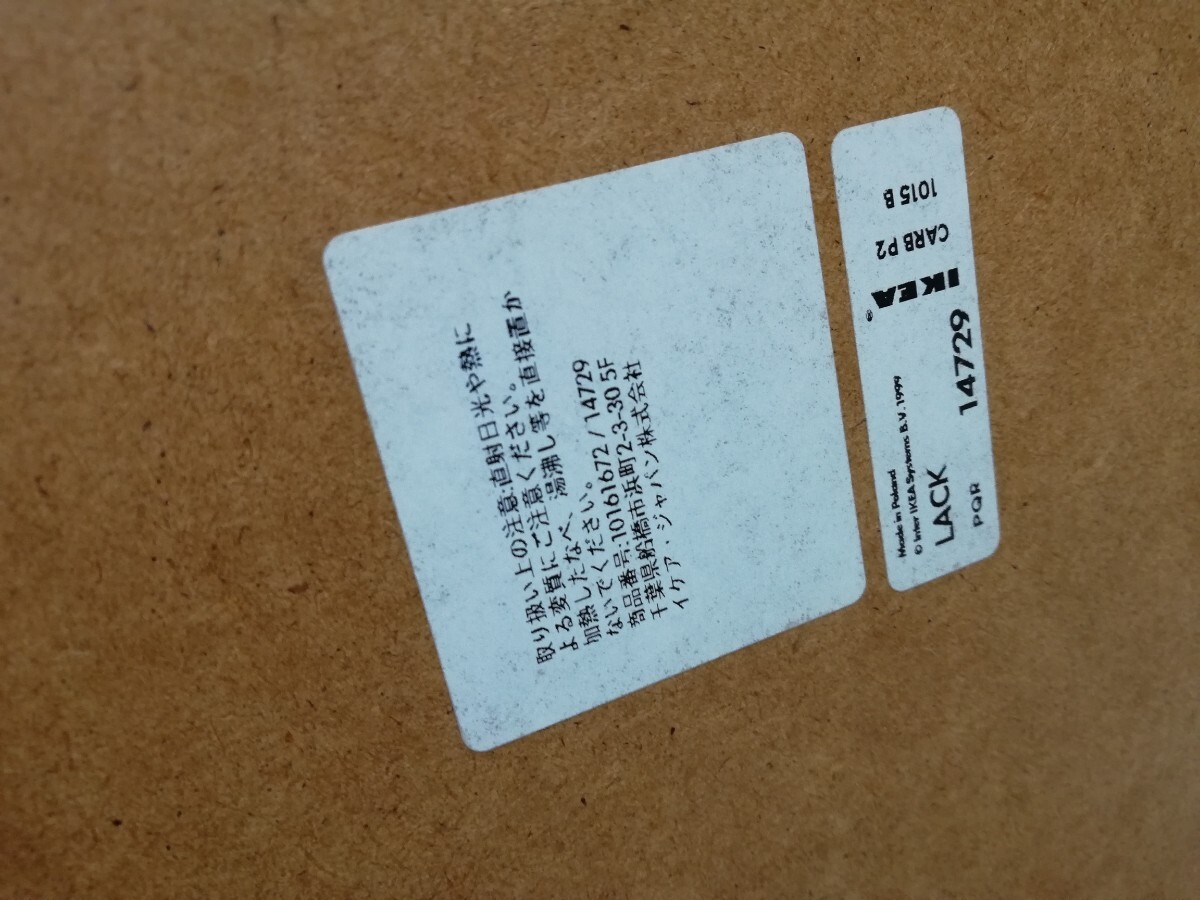 取り扱い上の注意:直射日光や熱に
よる変質にご注意ください。
加熱したなべ、湯沸し等を直接置か
ないでください。
商品番号:10161672 / 14729
千葉県船橋市浜町2-3-30 5F
イケア・ジャパン株式会社
Made in Poland
© Inter IKEA Systems B.V. 1999
LACK
PQR
14729
IKEA®
CARB P2
1015 B